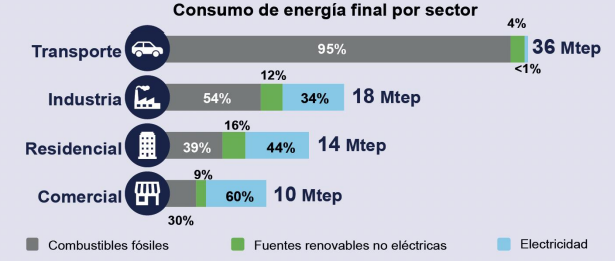 Consumo de energía final por sector
4%
Transporte 95% 36 Mtep
<1%
12%
Industria 54% 34% 18 Mtep
16%
Residencial 39% 44% 14 Mtep
9%
Comercial 60% 10 Mtep
30%
Combustibles fósiles Fuentes renovables no eléctricas Electricidad